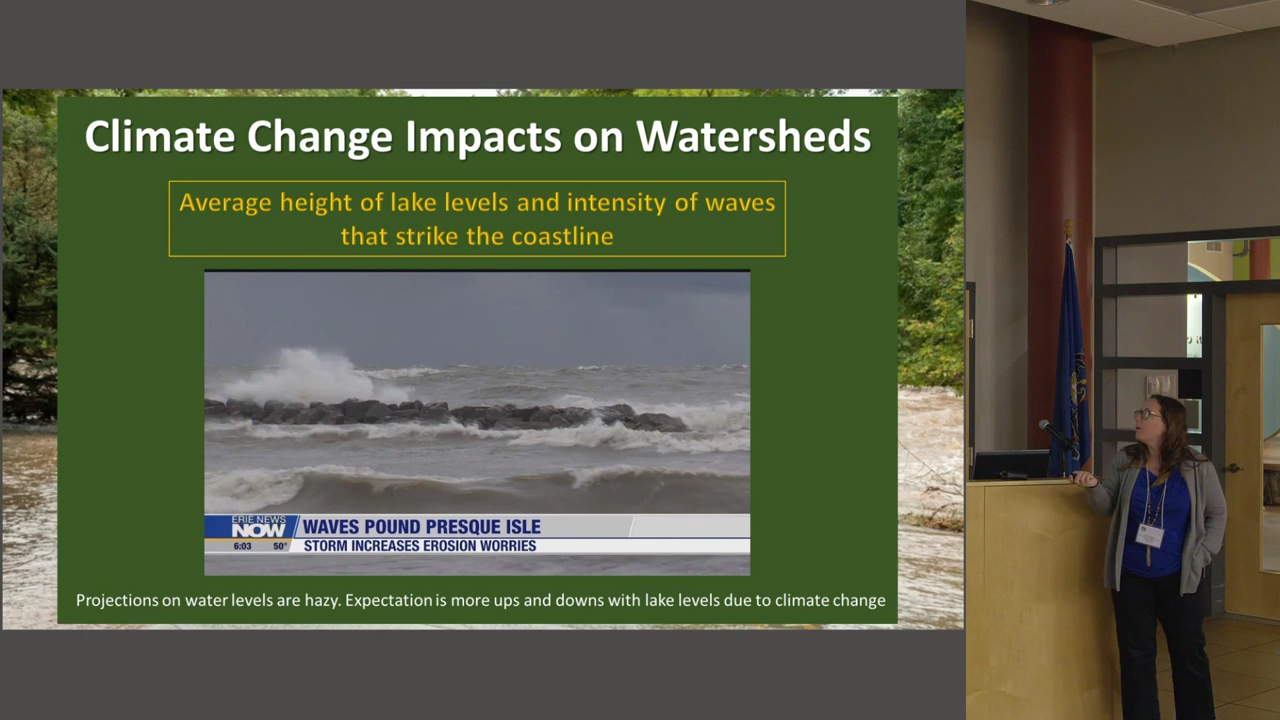 Climate Change Impacts on Watersheds
Average height of lake levels and intensity of waves
that strike the coastline
ERIE NEWS
NOW
WAVES POUND PRESQUE ISLE
6:03 50°
STORM INCREASES EROSION WORRIES
Projections on water levels are hazy. Expectation is more ups and downs with lake levels due to climate change